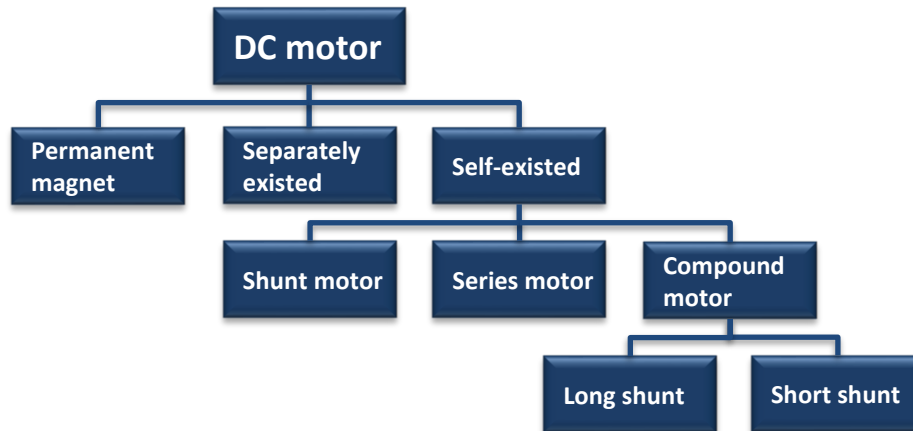 DC motor
Permanent
magnet
Separately
existed
Self-existed
Shunt motor
Series motor
Compound
motor
Long shunt
Short shunt